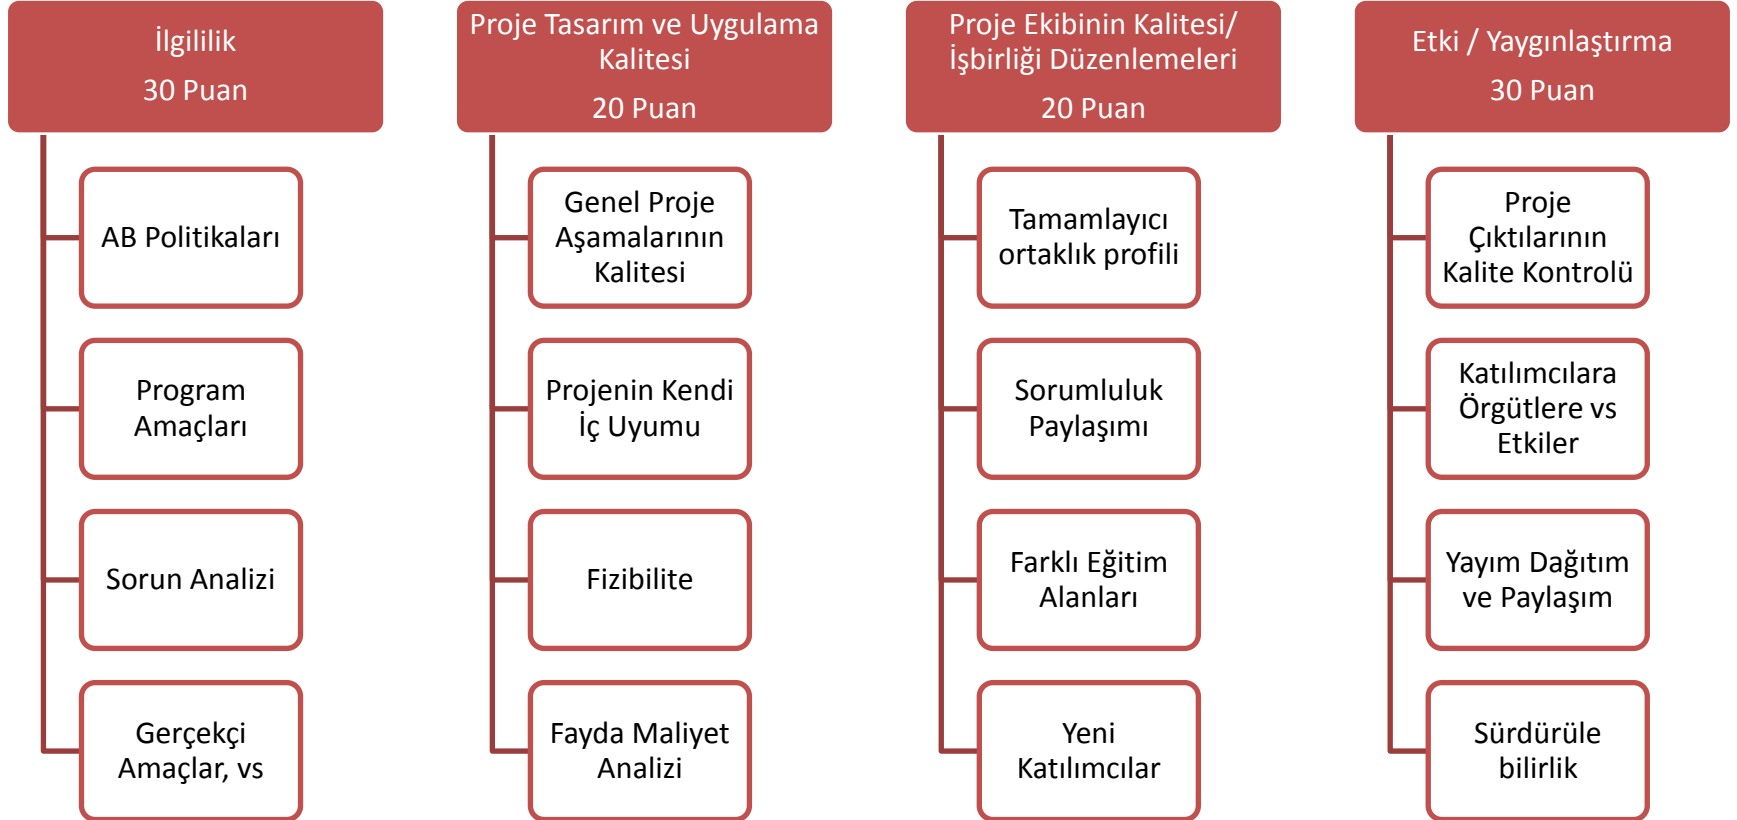 İlgililik
30 Puan
AB Politikaları
Program
Amaçları
Sorun Analizi
Gerçekçi
Amaçlar, vs
Proje Tasarım ve Uygulama
Kalitesi
20 Puan
Genel Proje
Aşamalarının
Kalitesi
Projenin Kendi
İç Uyumu
Fizibilite
Fayda Maliyet
Analizi
Proje Ekibinin Kalitesi/
İşbirliği Düzenlemeleri
20 Puan
Tamamlayıcı
ortaklık profili
Sorumluluk
Paylaşımı
Farklı Eğitim
Alanları
Yeni
Katılımcılar
Etki / Yaygınlaştırma
30 Puan
Proje
Çıktılarının
Kalite Kontrolü
Katılımcılara
Örgütlere vs
Etkiler
Yayım Dağıtım
ve Paylaşım
Sürdürüle
bilirlik